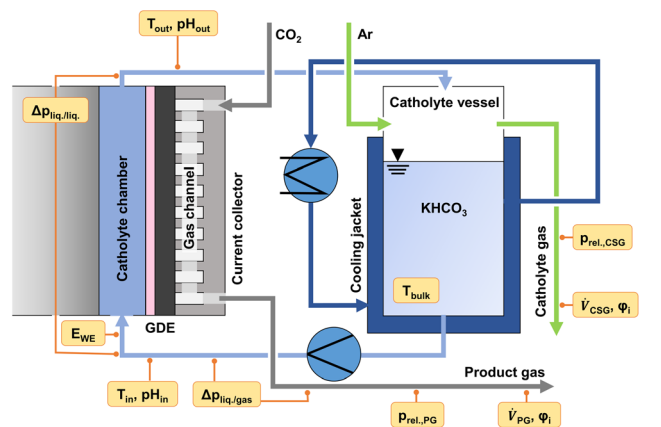 T_out, pH_out
CO₂
Ar
Δp_liq./liq.
Catholyte vessel
Catholyte chamber
Gas channel
Current collector
Cooling jacket
KHCO₃
Catholyte gas
p_rel.,CSG
T_bulk
V̇_CSG, φ_i
GDE
E_WE
Product gas
T_in, pH_in
Δp_liq./gas
p_rel.,PG
V̇_PG, φ_i